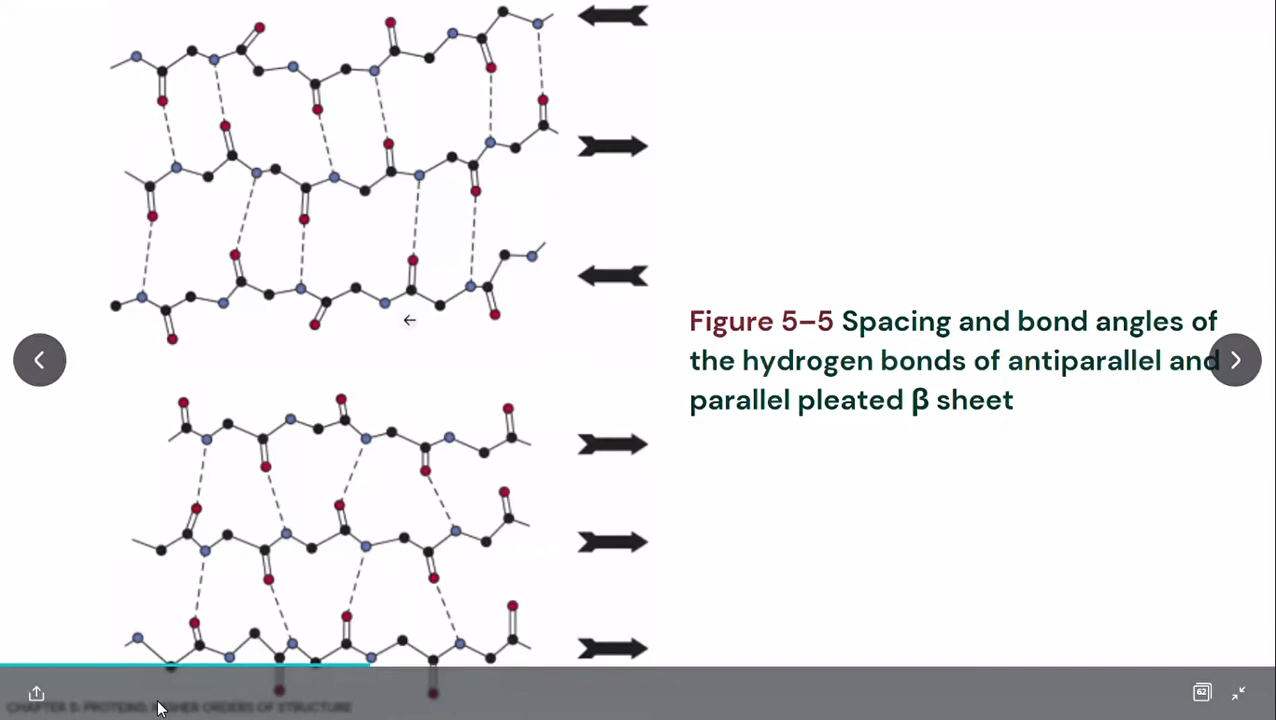 Figure 5–5 Spacing and bond angles of
the hydrogen bonds of antiparallel and
parallel pleated β sheet
62
CHAPTER 5: PROTEINS: HIGHER ORDERS OF STRUCTURE